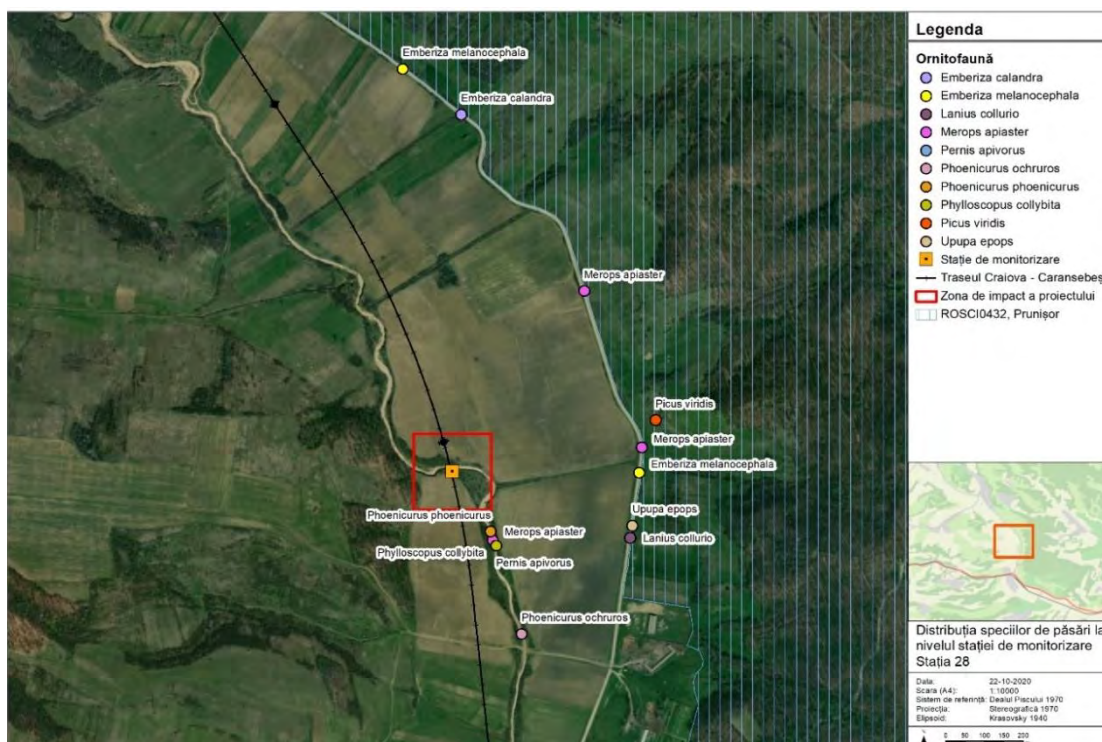 Emberiza melanocephala
Emberiza calandra
Merops apiaster
Picus viridis
Merops apiaster
Emberiza melanocephala
Phoenicurus phoenicurus
Upupa epops
Merops apiaster
Lanius collurio
Phylloscopus collybita
Pernis apivorus
Phoenicurus ochruros
Legenda
Ornitofaună
Emberiza calandra
Emberiza melanocephala
Lanius collurio
Merops apiaster
Pernis apivorus
Phoenicurus ochruros
Phoenicurus phoenicurus
Phylloscopus collybita
Picus viridis
Upupa epops
Stație de monitorizare
Traseul Craiova - Caransebeș
Zona de impact a proiectului
ROSCI0432, Prunișor
Distribuția speciilor de păsări la
nivelul stației de monitorizare
Stația 28
Data: 22-10-2020
Scara (A4): 1:10000
Sistem de referință: Dealul Piscului 1970
Proiecția: Stereografică 1970
Elipsoid: Krasovsky 1940
0 50 100 150 200